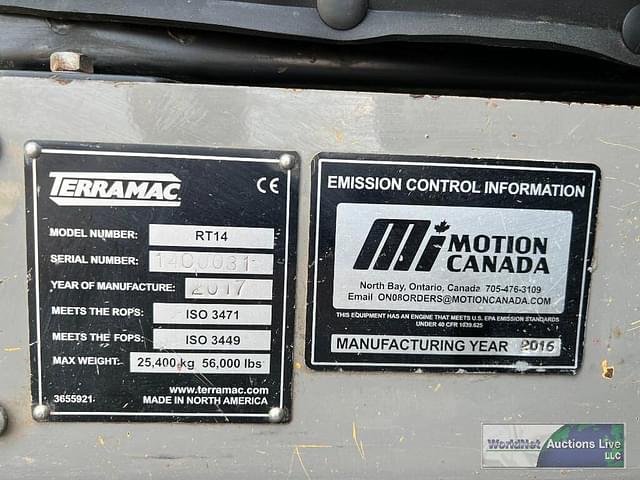 TERRAMAC
CE
MODEL NUMBER: RT14
SERIAL NUMBER: 1400031
YEAR OF MANUFACTURE: 2017
MEETS THE ROPS: ISO 3471
MEETS THE FOPS: ISO 3449
MAX WEIGHT: 25,400 kg 56,000 lbs
www.terramac.com
3655921 MADE IN NORTH AMERICA
EMISSION CONTROL INFORMATION
Mi MOTION
CANADA
North Bay, Ontario, Canada 705-476-3109
Email ON08ORDERS@MOTIONCANADA.COM
THIS EQUIPMENT HAS AN ENGINE THAT MEETS U.S. EPA EMISSION STANDARDS
UNDER 40 CFR 1039.625
MANUFACTURING YEAR 2016
WorldNet Auctions Live
LLC